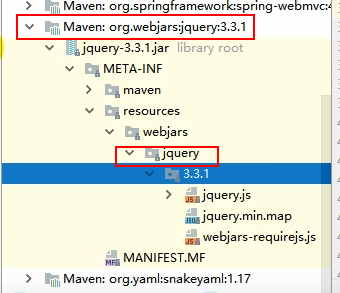 Maven: org.springframework:spring-webmvc:4
Maven: org.webjars:jquery:3.3.1
jquery-3.3.1.jar library root
META-INF
maven
resources
webjars
jquery
3.3.1
jquery.js
jquery.min.map
webjars-requirejs.js
MANIFEST.MF
Maven: org.yaml:snakeyaml:1.17